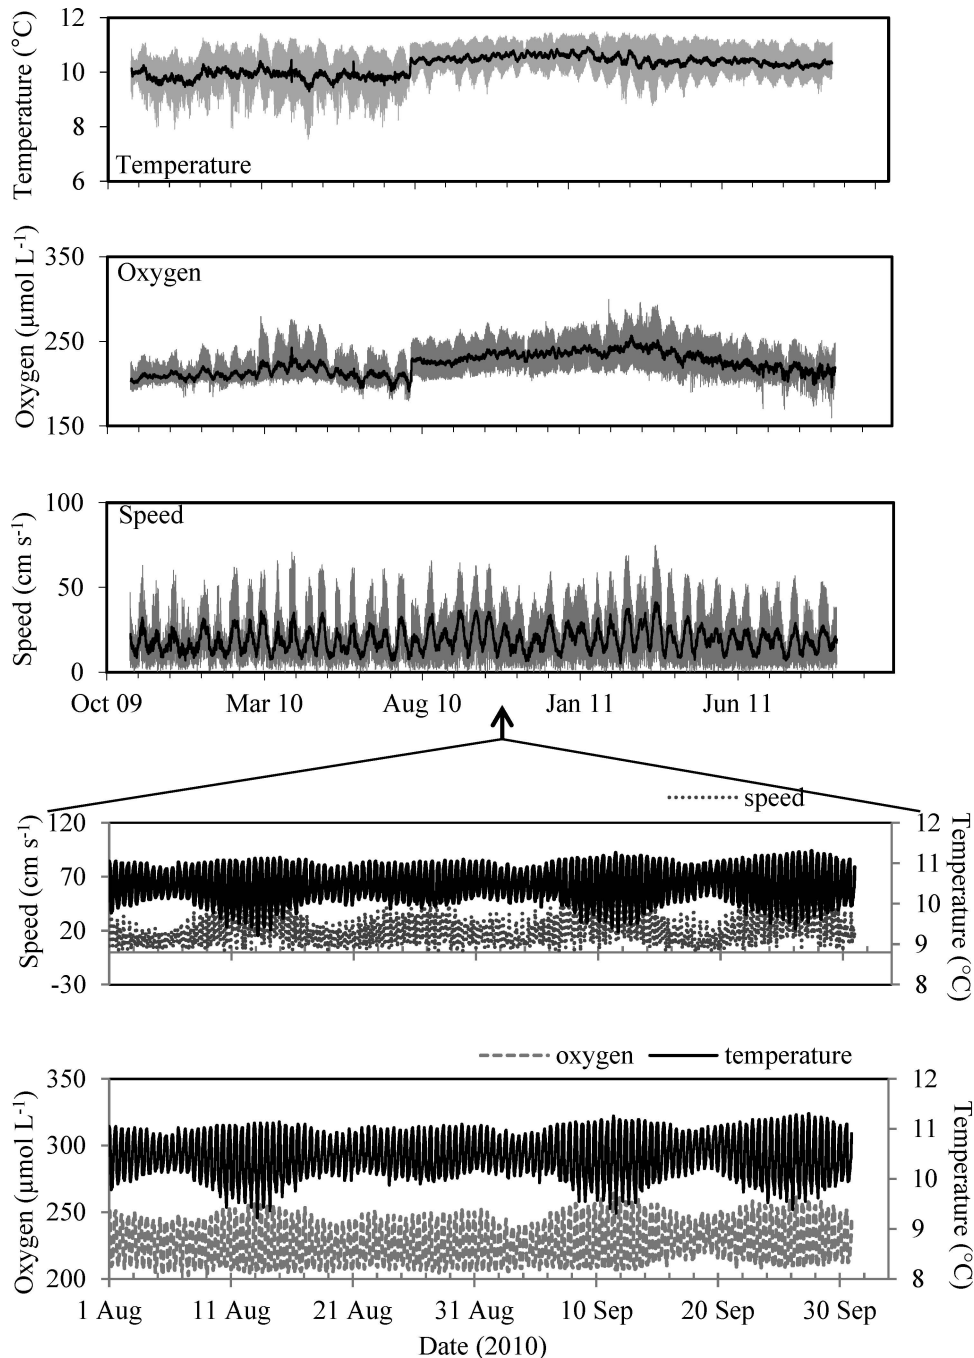 Temperature (°C)
12
10
8
6
Temperature
Oxygen (µmol L-1)
350
250
150
Oxygen
Speed (cm s-1)
100
50
0
Speed
Oct 09 Mar 10 Aug 10 Jan 11 Jun 11
speed
Speed (cm s-1)
120
70
20
-30
12
11
10
9
8
Temperature (°C)
oxygen temperature
Oxygen (µmol L-1)
350
300
250
200
12
11
10
9
8
Temperature (°C)
1 Aug 11 Aug 21 Aug 31 Aug 10 Sep 20 Sep 30 Sep
Date (2010)